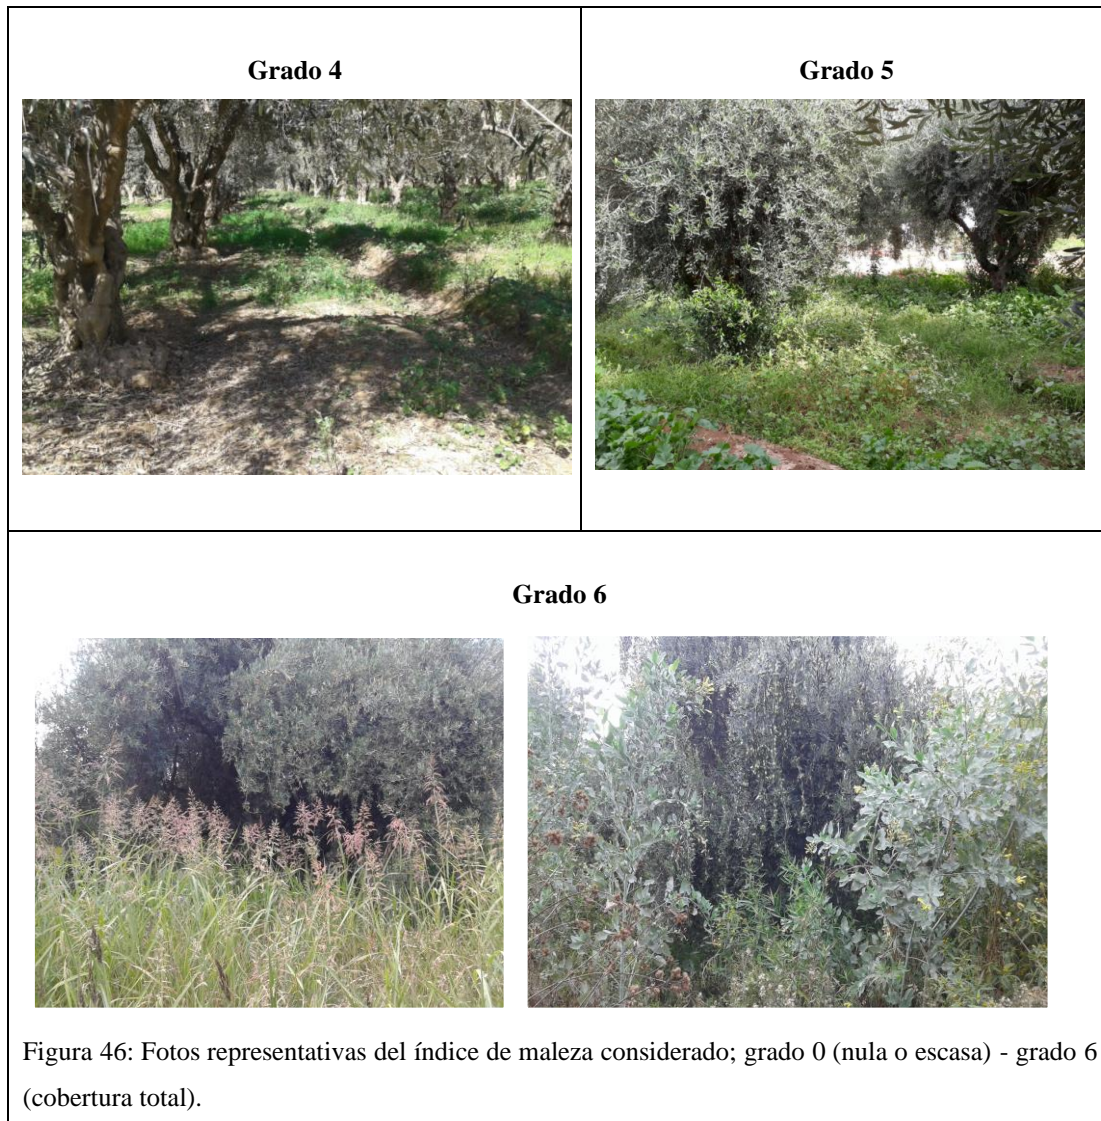 Grado 4
Grado 5
Grado 6
Figura 46: Fotos representativas del índice de maleza considerado; grado 0 (nula o escasa) - grado 6
(cobertura total).